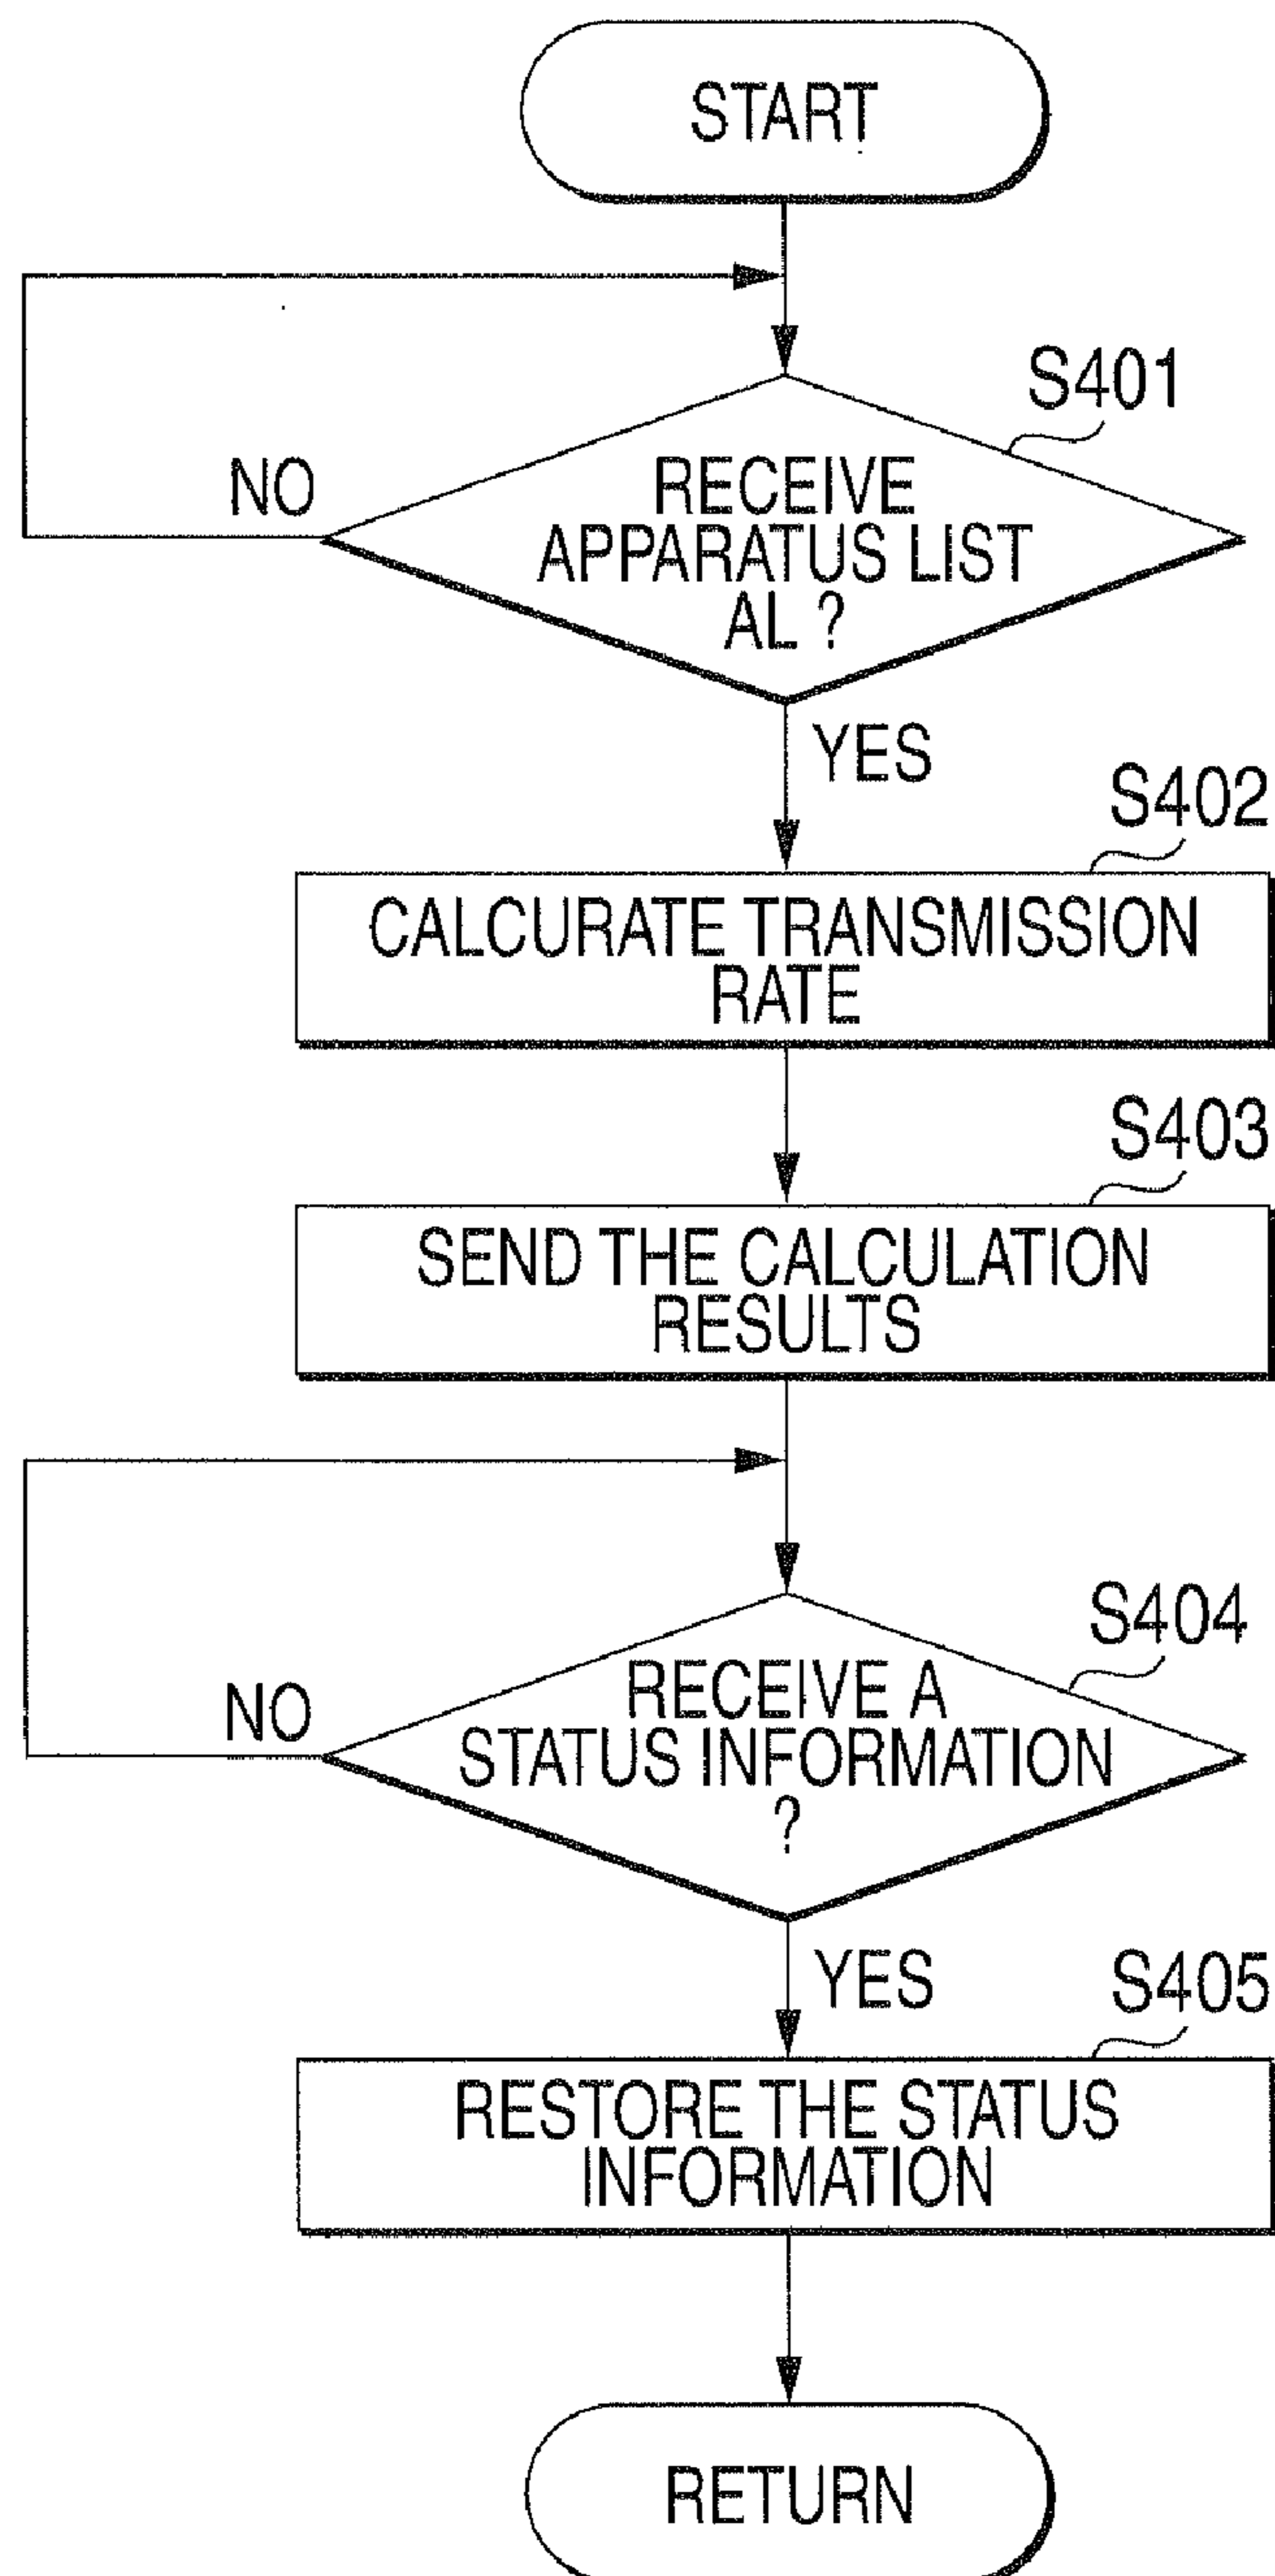 START
S401
NO
RECEIVE
APPARATUS LIST
AL ?
YES
S402
CALCURATE TRANSMISSION
RATE
S403
SEND THE CALCULATION
RESULTS
S404
NO
RECEIVE A
STATUS INFORMATION
?
YES
S405
RESTORE THE STATUS
INFORMATION
RETURN